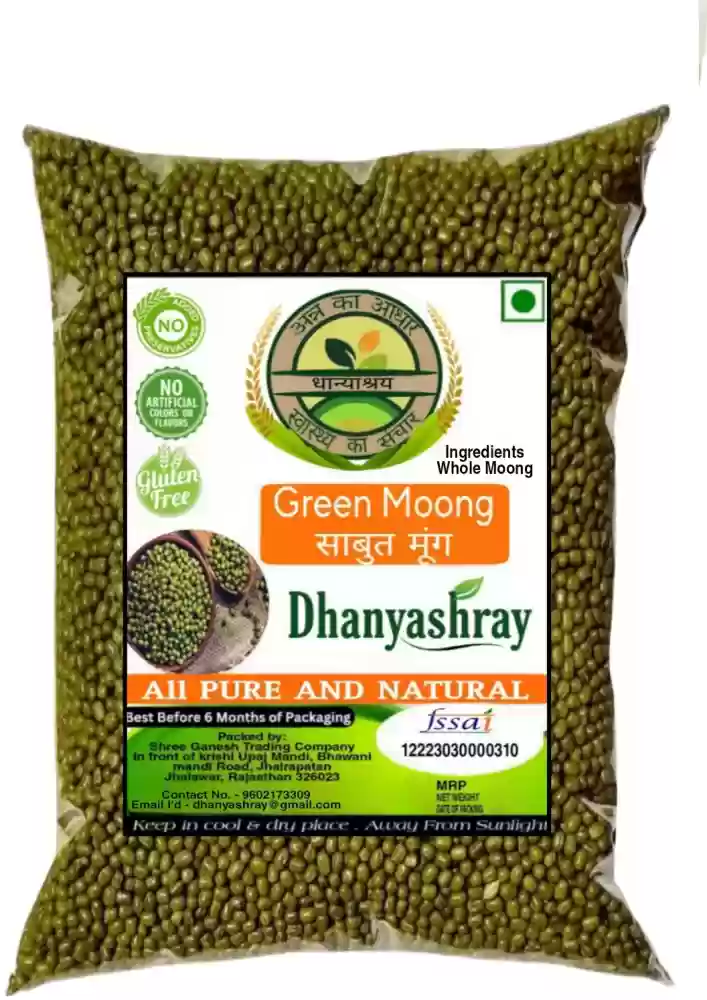 NO
ADDED
PRESERVATIVES
NO
ARTIFICIAL
COLORS OR
FLAVORS
Gluten
Free
अन्न का आधार
धान्याश्रय
स्वास्थ्य का संचार
Ingredients
Whole Moong
Green Moong
साबुत मूंग
Dhanyashray
All PURE AND NATURAL
Best Before 6 Months of Packaging
Packed by:
Shree Ganesh Trading Company
In front of krishi Upaj Mandi, Bhawani
mandi Road, Jhalrapatan
Jhalawar, Rajasthan 326023
Contact No. - 9602173309
Email I'd - dhanyashray@gmail.com
fssai
12223030000310
MRP
NET WEIGHT
DATE OF PACKING
Keep in cool & dry place . Away From Sunlight